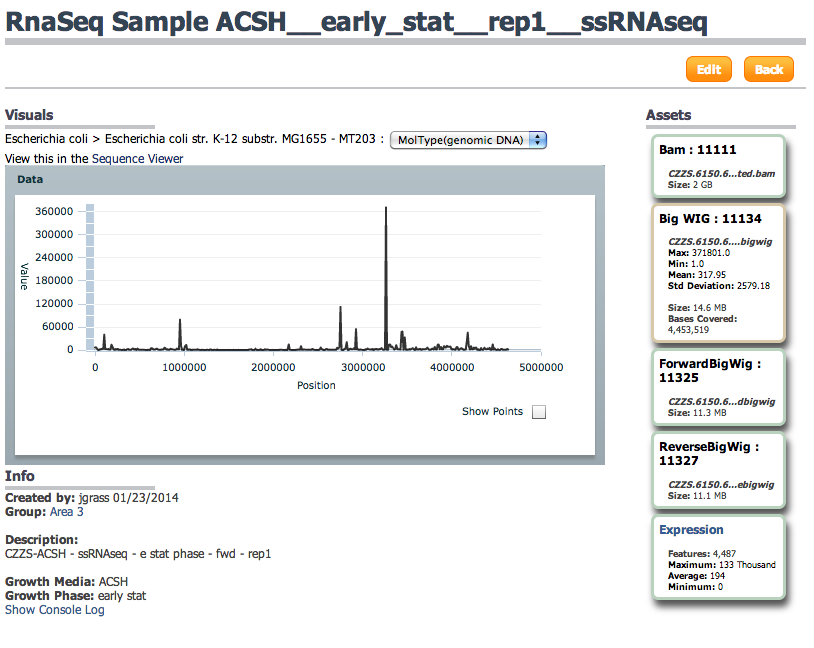 RnaSeq Sample ACSH__early_stat__rep1__ssRNAseq
Edit
Back
Visuals
Escherichia coli > Escherichia coli str. K-12 substr. MG1655 - MT203 : MolType(genomic DNA)
View this in the Sequence Viewer
Data
360000
300000
240000
180000
120000
60000
0
Value
0 1000000 2000000 3000000 4000000 5000000
Position
Show Points
Info
Created by: jgrass 01/23/2014
Group: Area 3
Description:
CZZS-ACSH - ssRNAseq - e stat phase - fwd - rep1
Growth Media: ACSH
Growth Phase: early stat
Show Console Log
Assets
Bam : 11111
CZZS.6150.6...ted.bam
Size: 2 GB
Big WIG : 11134
CZZS.6150.6....bigwig
Max: 371801.0
Min: 1.0
Mean: 317.95
Std Deviation: 2579.18
Size: 14.6 MB
Bases Covered:
4,453,519
ForwardBigWig :
11325
CZZS.6150.6...dbigwig
Size: 11.3 MB
ReverseBigWig :
11327
CZZS.6150.6...ebigwig
Size: 11.1 MB
Expression
Features: 4,487
Maximum: 133 Thousand
Average: 194
Minimum: 0